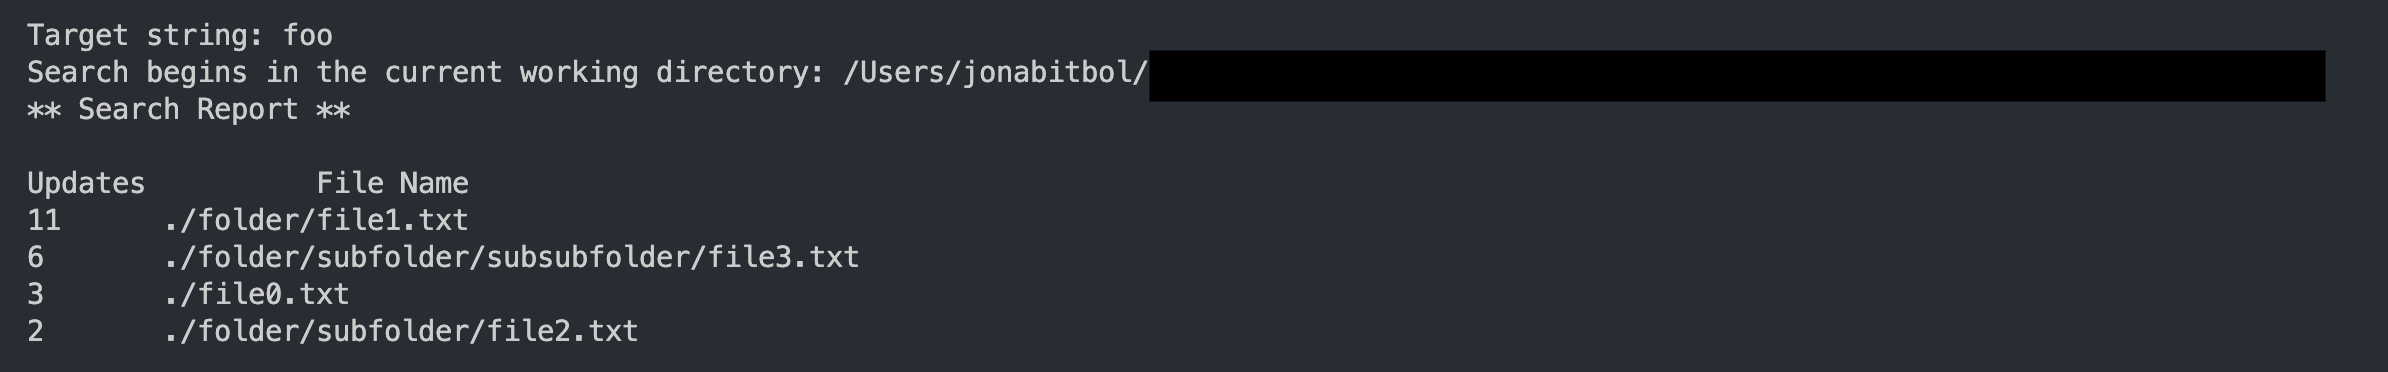 Target string: foo
Search begins in the current working directory: /Users/jonabitbol/
** Search Report **
Updates          File Name
11      ./folder/file1.txt
6       ./folder/subfolder/subsubfolder/file3.txt
3       ./file0.txt
2       ./folder/subfolder/file2.txt